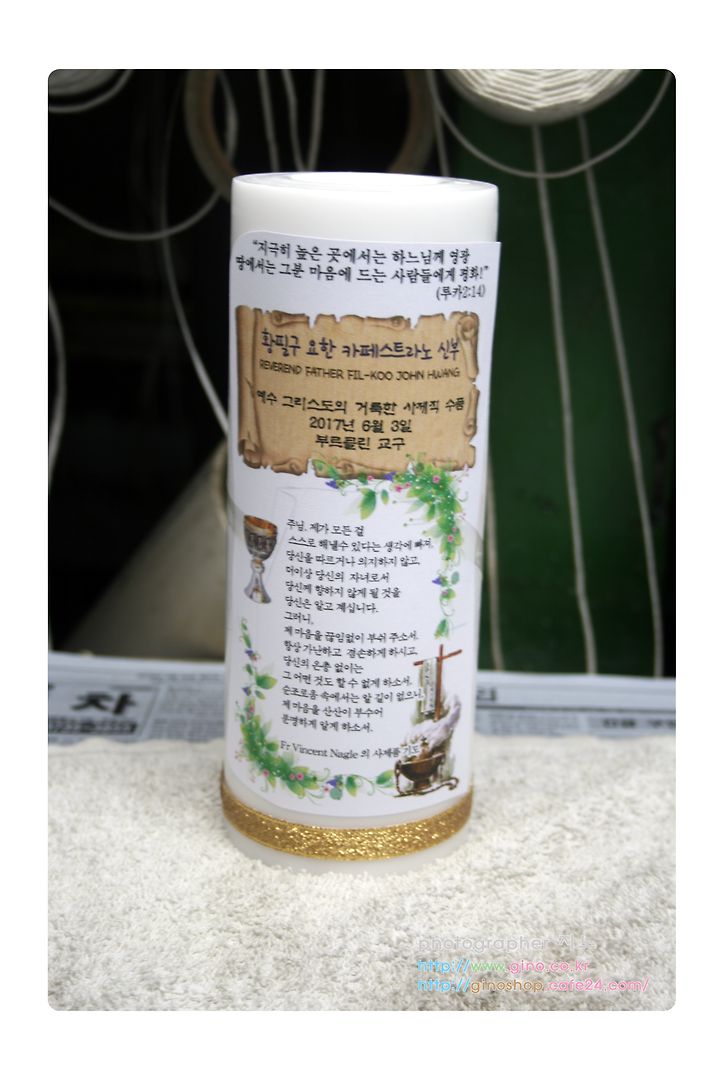 “지극히 높은 곳에서는 하느님께 영광
땅에서는 그분 마음에 드는 사람들에게 평화!”
(루카2:14)
황필구 요한 카페스트라노 신부
REVEREND FATHER FIL-KOO JOHN HWANG
예수 그리스도의 거룩한 사제직 수품
2017년 6월 3일
부르클린 교구
주님, 제가 모든 걸
스스로 해낼수 있다는 생각에 빠져,
당신을 따르거나 의지하지 않고,
더이상 당신의 자녀로서
당신께 향하지 않게 될 것을
당신은 알고 계십니다.
그러니,
제 마음을 끊임없이 부숴 주소서.
항상 가난하고 겸손하게 하시고,
당신의 은총 없이는
그 어떤 것도 할 수 없게 하소서.
순조로움 속에서는 알 길이 없으니,
제 마음을 산산이 부수어
분명하게 알게 하소서.
Fr Vincent Nagle 의 사제품 기도
차
리
photographer 지노
http://www.gino.co.kr
http://ginoshop.cafe24.com/